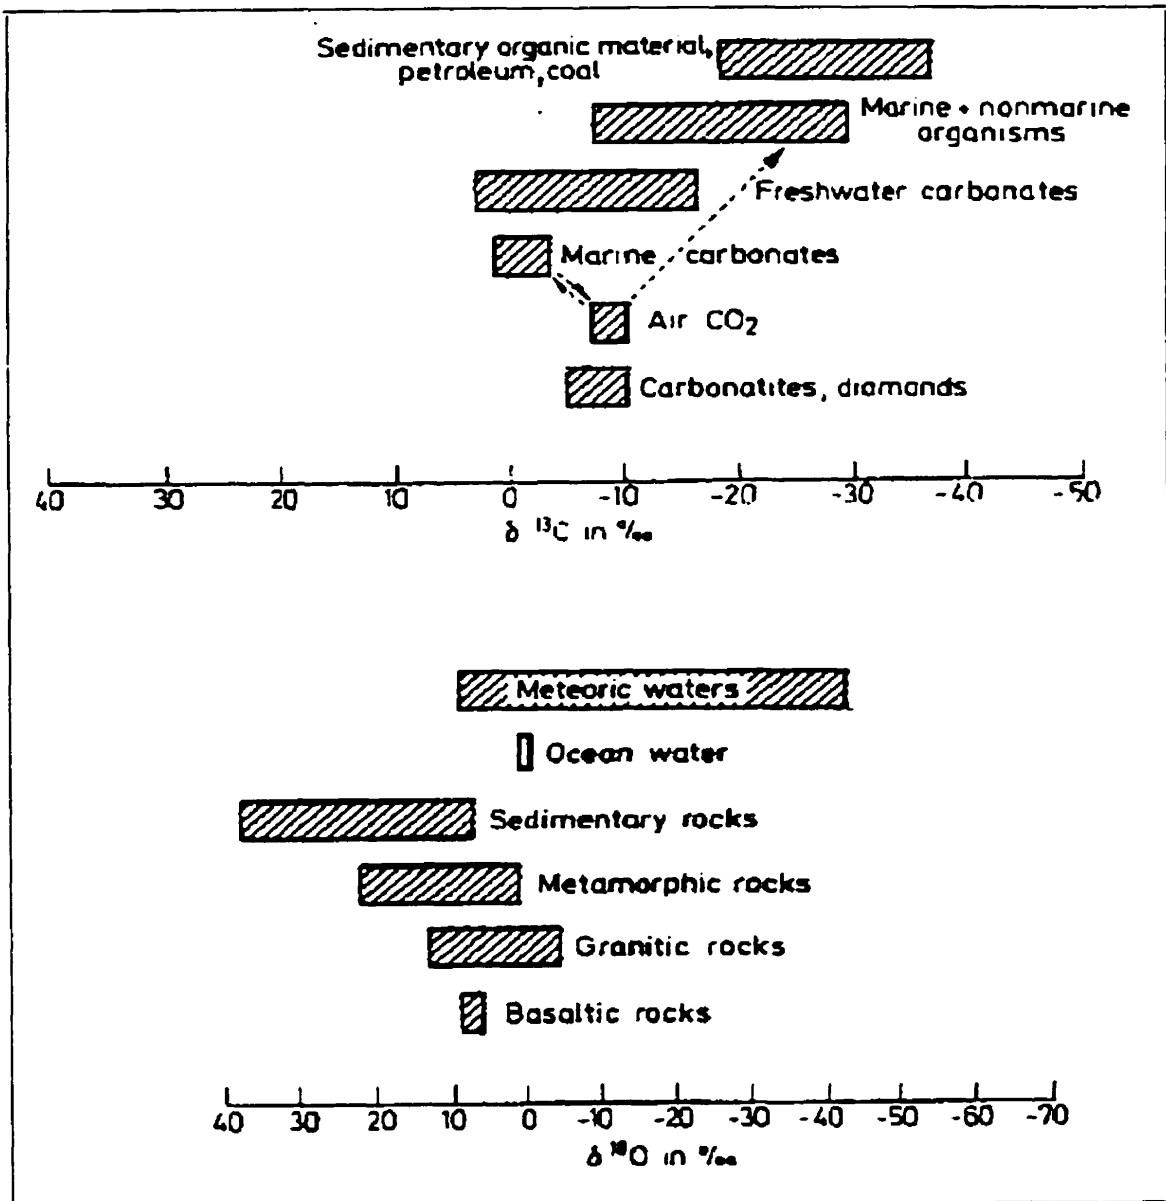 Sedimentary organic material,
petroleum, coal
Marine + nonmarine
organisms
Freshwater carbonates
Marine carbonates
Air CO₂
Carbonatites, diamonds
40 30 20 10 0 -10 -20 -30 -40 -50
δ ¹³C in ‰
Meteoric waters
Ocean water
Sedimentary rocks
Metamorphic rocks
Granitic rocks
Basaltic rocks
40 30 20 10 0 -10 -20 -30 -40 -50 -60 -70
δ ¹⁸O in ‰